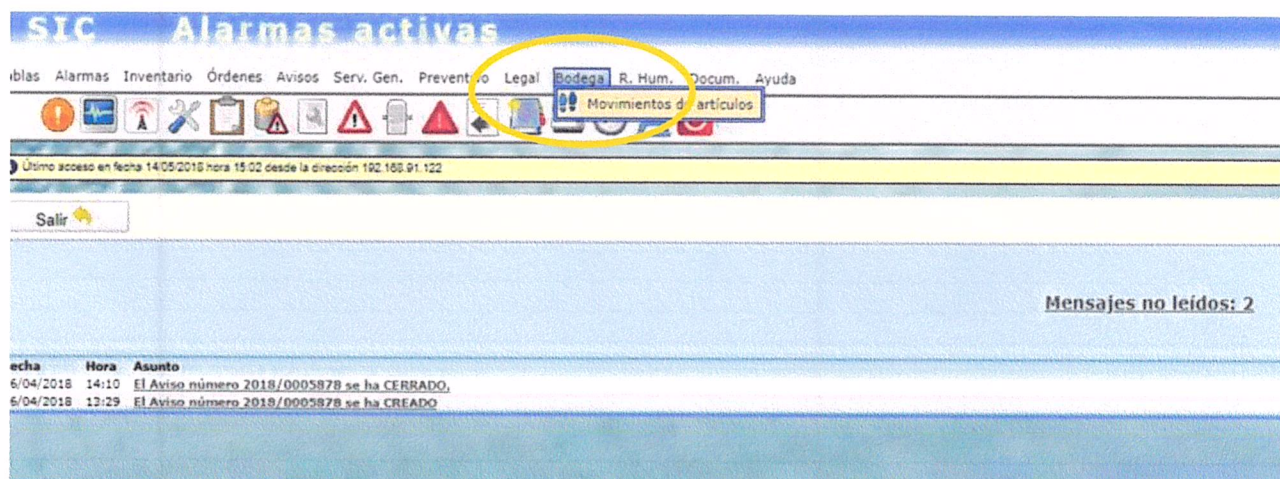 SIC Alarmas activas
blas Alarmas Inventario Órdenes Avisos Serv. Gen. Preventivo Legal Bodega R. Hum. Docum. Ayuda
Movimientos de artículos
Último acceso en fecha 14/05/2018 hora 15:02 desde la dirección 192.168.91.122
Salir
Mensajes no leídos: 2
echa Hora Asunto
6/04/2018 14:10 El Aviso número 2018/0005878 se ha CERRADO,
6/04/2018 13:29 El Aviso número 2018/0005878 se ha CREADO